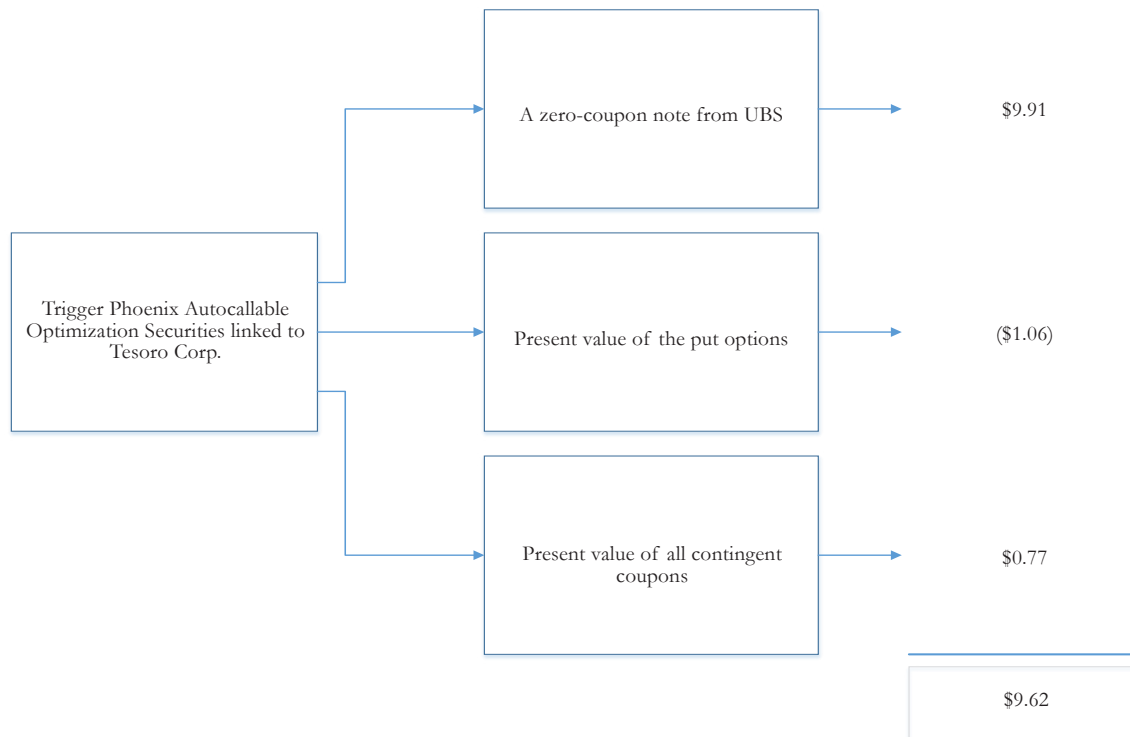 A zero-coupon note from UBS
$9.91
Trigger Phoenix Autocallable
Optimization Securities linked to
Tesoro Corp.
Present value of the put options
($1.06)
Present value of all contingent
coupons
$0.77
$9.62